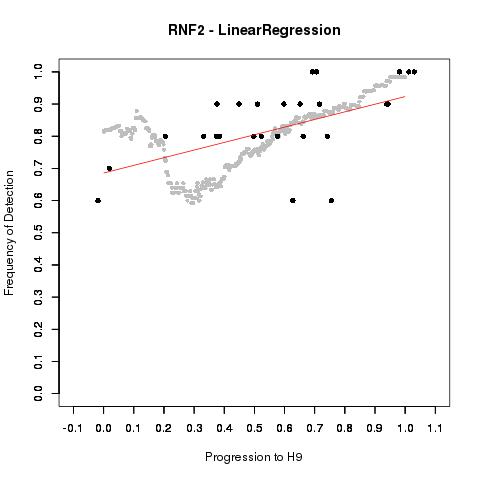 RNF2 - LinearRegression
Frequency of Detection
1.0
0.9
0.8
0.7
0.6
0.5
0.4
0.3
0.2
0.1
0.0
-0.1 0.0 0.1 0.2 0.3 0.4 0.5 0.6 0.7 0.8 0.9 1.0 1.1
Progression to H9